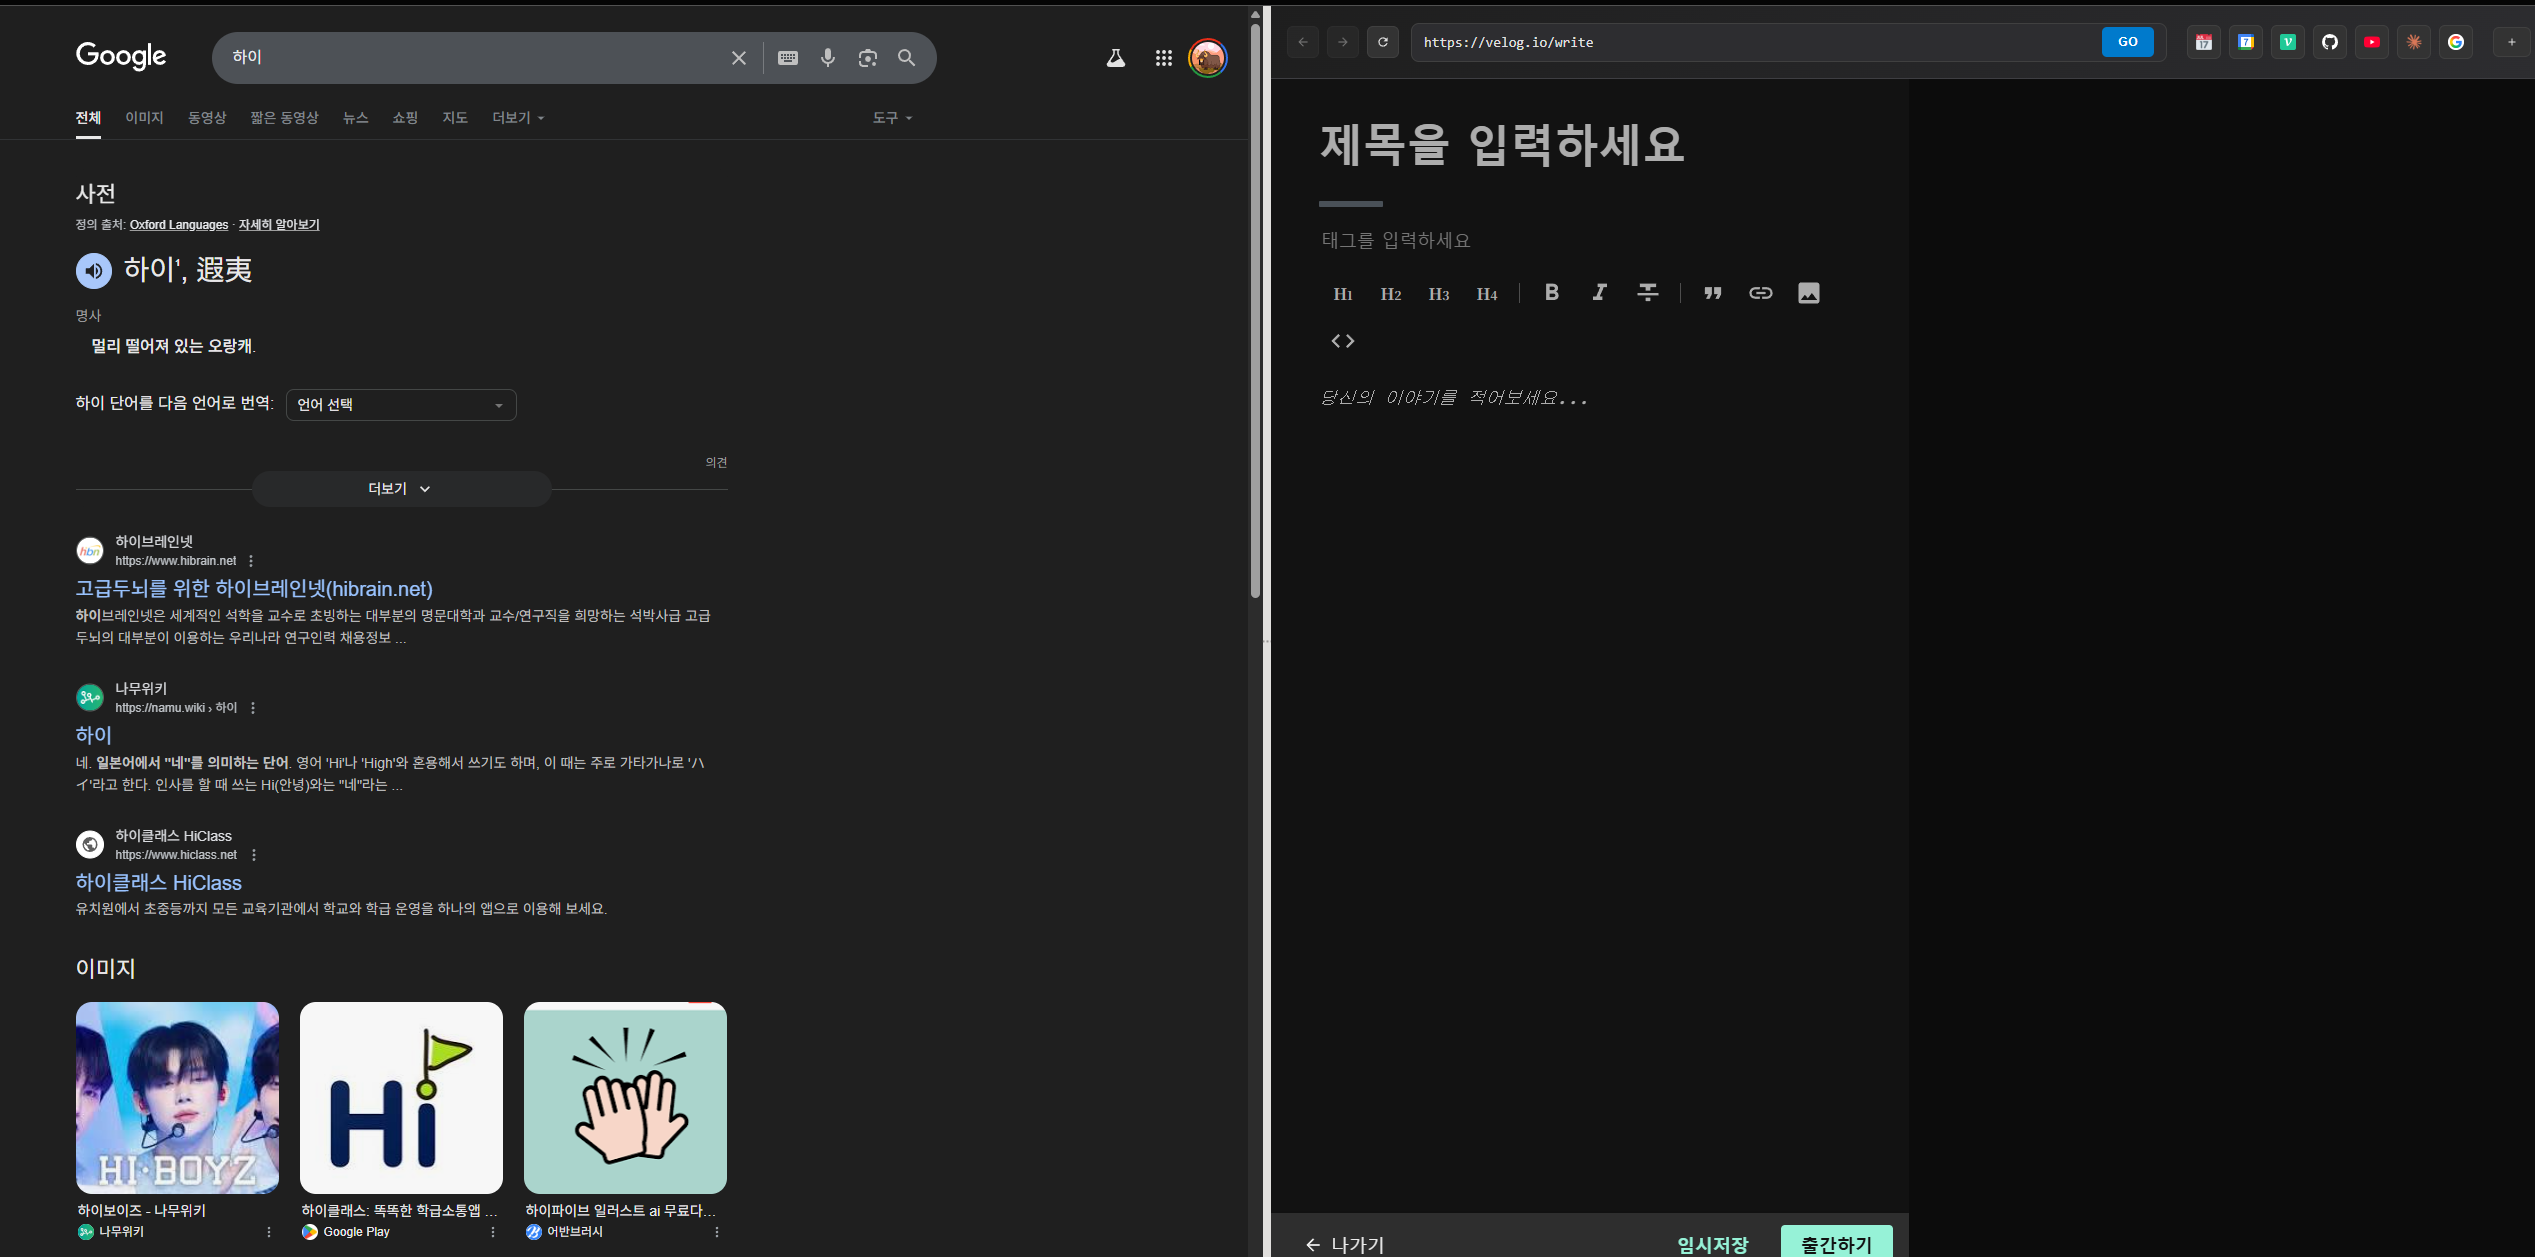 Google
하이
전체 이미지 동영상 짧은 동영상 뉴스 쇼핑 지도 더보기 도구
사전
정의 출처: Oxford Languages · 자세히 알아보기
하이¹, 遐夷
명사
멀리 떨어져 있는 오랑캐.
하이 단어를 다음 언어로 번역: 언어 선택
의견
더보기
hbn
하이브레인넷
https://www.hibrain.net
고급두뇌를 위한 하이브레인넷(hibrain.net)
하이브레인넷은 세계적인 석학을 교수로 초빙하는 대부분의 명문대학과 교수/연구직을 희망하는 석박사급 고급
두뇌의 대부분이 이용하는 우리나라 연구인력 채용정보 ...
나무위키
https://namu.wiki › 하이
하이
네. 일본어에서 "네"를 의미하는 단어. 영어 'Hi'나 'High'와 혼용해서 쓰기도 하며, 이 때는 주로 가타가나로 'ハ
イ'라고 한다. 인사를 할 때 쓰는 Hi(안녕)와는 "네"라는 ...
하이클래스 HiClass
https://www.hiclass.net
하이클래스 HiClass
유치원에서 초중등까지 모든 교육기관에서 학교와 학급 운영을 하나의 앱으로 이용해 보세요.
이미지
HI·BOYZ
Hi
하이보이즈 - 나무위키
나무위키
하이클래스: 똑똑한 학급소통앱 ...
Google Play
하이파이브 일러스트 ai 무료다...
어반브러시
https://velog.io/write
GO
17
7
제목을 입력하세요
태그를 입력하세요
H1 H2 H3 H4 B I
당신의 이야기를 적어보세요...
나가기
임시저장
출간하기